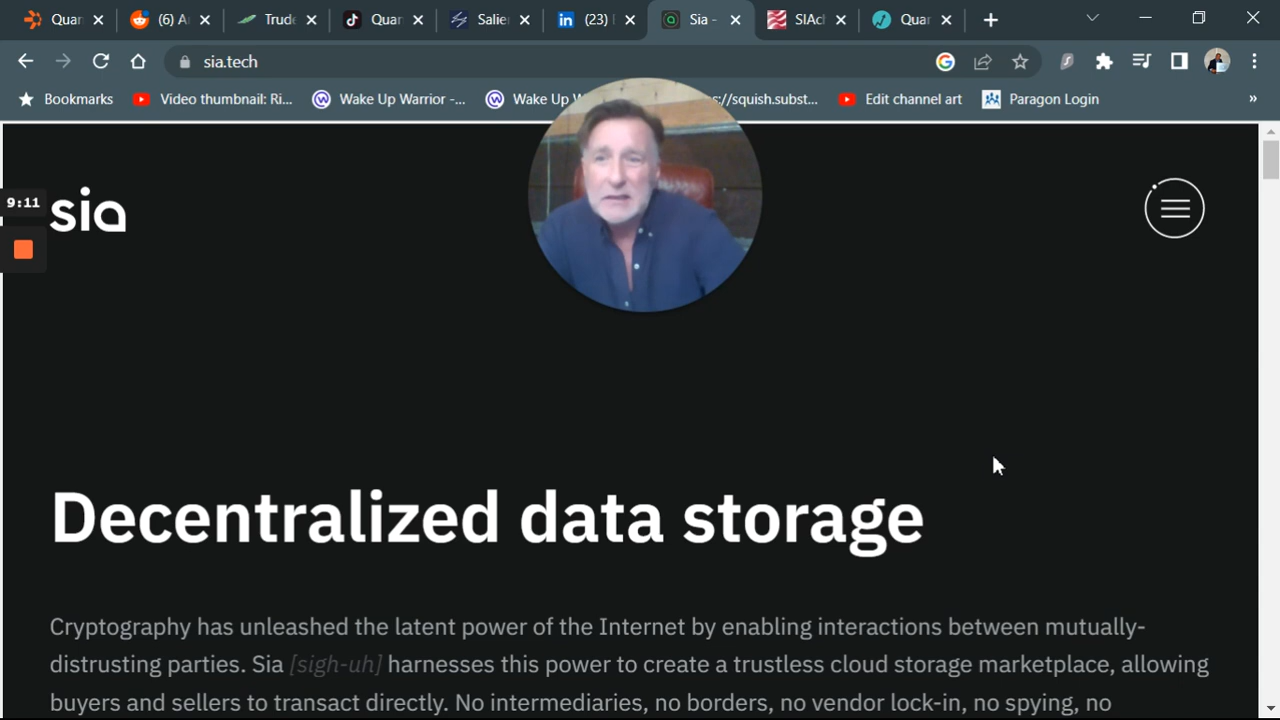 Quan
(6) A
Trude
Quar
Salie
(23)
Sia -
SIAcl
Quar
sia.tech
Bookmarks
Video thumbnail: Ri...
Wake Up Warrior -...
Wake Up W
s://squish.subst...
Edit channel art
Paragon Login
»
9:11
sia
Decentralized data storage
Cryptography has unleashed the latent power of the Internet by enabling interactions between mutually-
distrusting parties. Sia [sigh-uh] harnesses this power to create a trustless cloud storage marketplace, allowing
buyers and sellers to transact directly. No intermediaries, no borders, no vendor lock-in, no spying, no